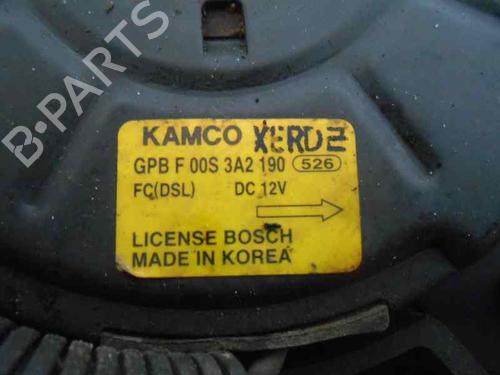 KAMCO XERDZ
GPB F 00S 3A2 190 526
FC(DSL) DC 12V
LICENSE BOSCH
MADE IN KOREA
B-PARTS